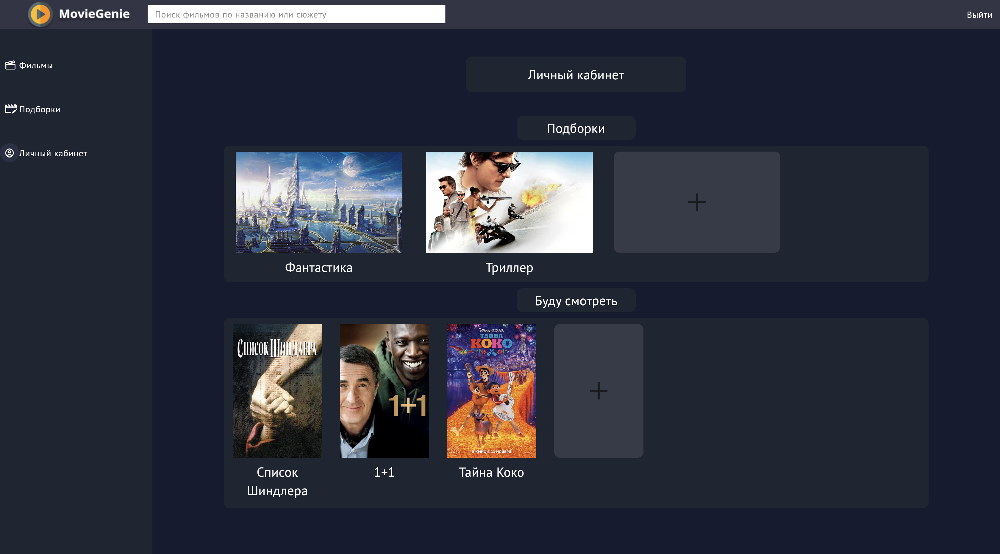 MovieGenie
Поиск фильмов по названию или сюжету
Выйти
Фильмы
Подборки
Личный кабинет
Личный кабинет
Подборки
Фантастика
Триллер
Буду смотреть
Список Шиндлера
1+1
Disney PIXAR
ТАЙНА
КОКО
12+
В КИНО С 23 НОЯБРЯ
Список
Шиндлера
1+1
Тайна Коко